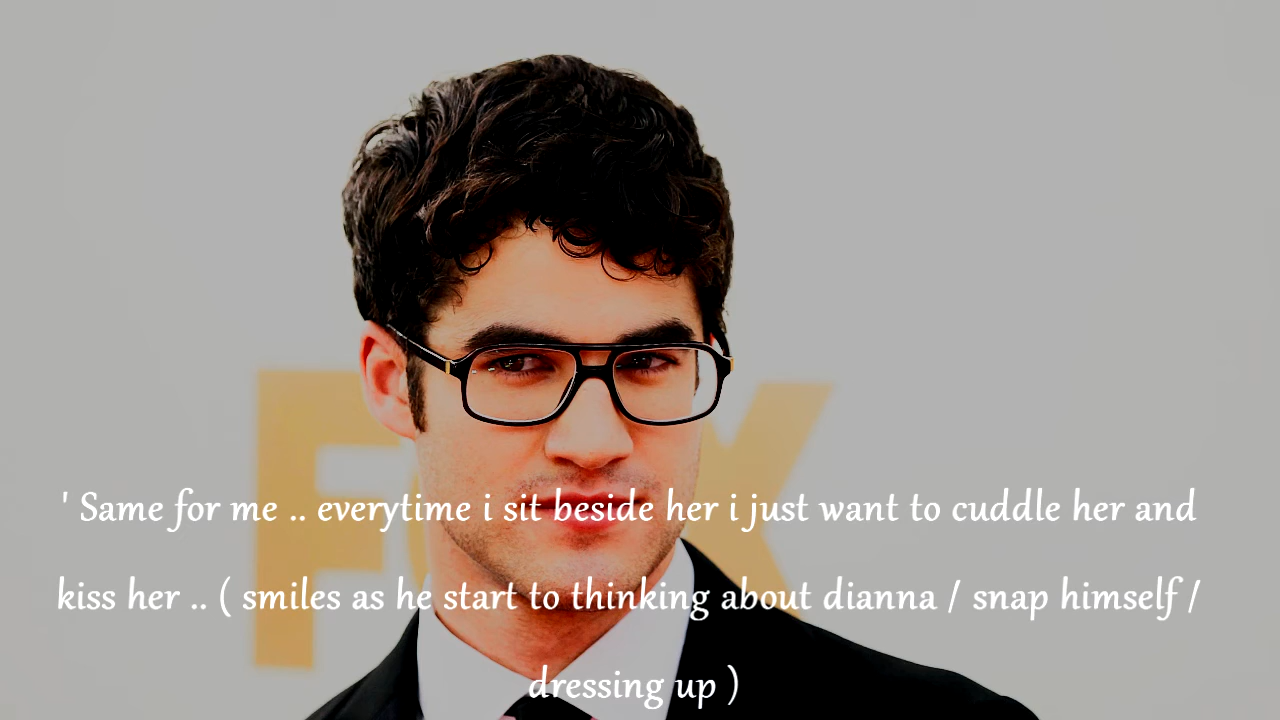 FOX
' Same for me .. everytime i sit beside her i just want to cuddle her and
kiss her .. ( smiles as he start to thinking about dianna / snap himself /
dressing up )